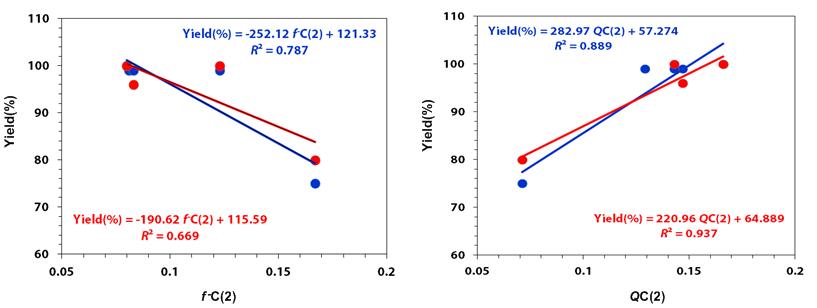 110
Yield(%) = -252.12 f⁻C(2) + 121.33
R² = 0.787
100
90
80
70
60
Yield(%)
Yield(%) = -190.62 f⁻C(2) + 115.59
R² = 0.669
0.05
0.1
0.15
0.2
f⁻C(2)
110
Yield(%) = 282.97 QC(2) + 57.274
R² = 0.889
100
90
80
70
60
Yield(%)
Yield(%) = 220.96 QC(2) + 64.889
R² = 0.937
0.05
0.1
0.15
0.2
QC(2)